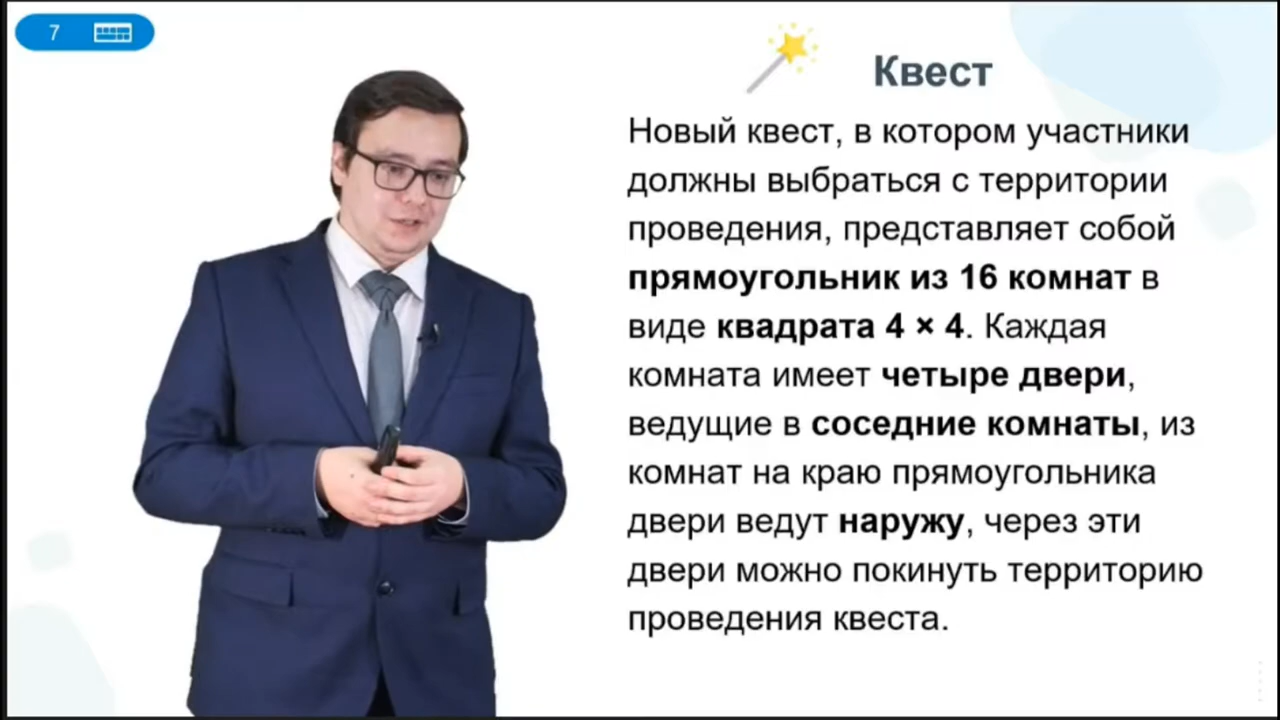 7
Квест
Новый квест, в котором участники
должны выбраться с территории
проведения, представляет собой
прямоугольник из 16 комнат в
виде квадрата 4 × 4. Каждая
комната имеет четыре двери,
ведущие в соседние комнаты, из
комнат на краю прямоугольника
двери ведут наружу, через эти
двери можно покинуть территорию
проведения квеста.